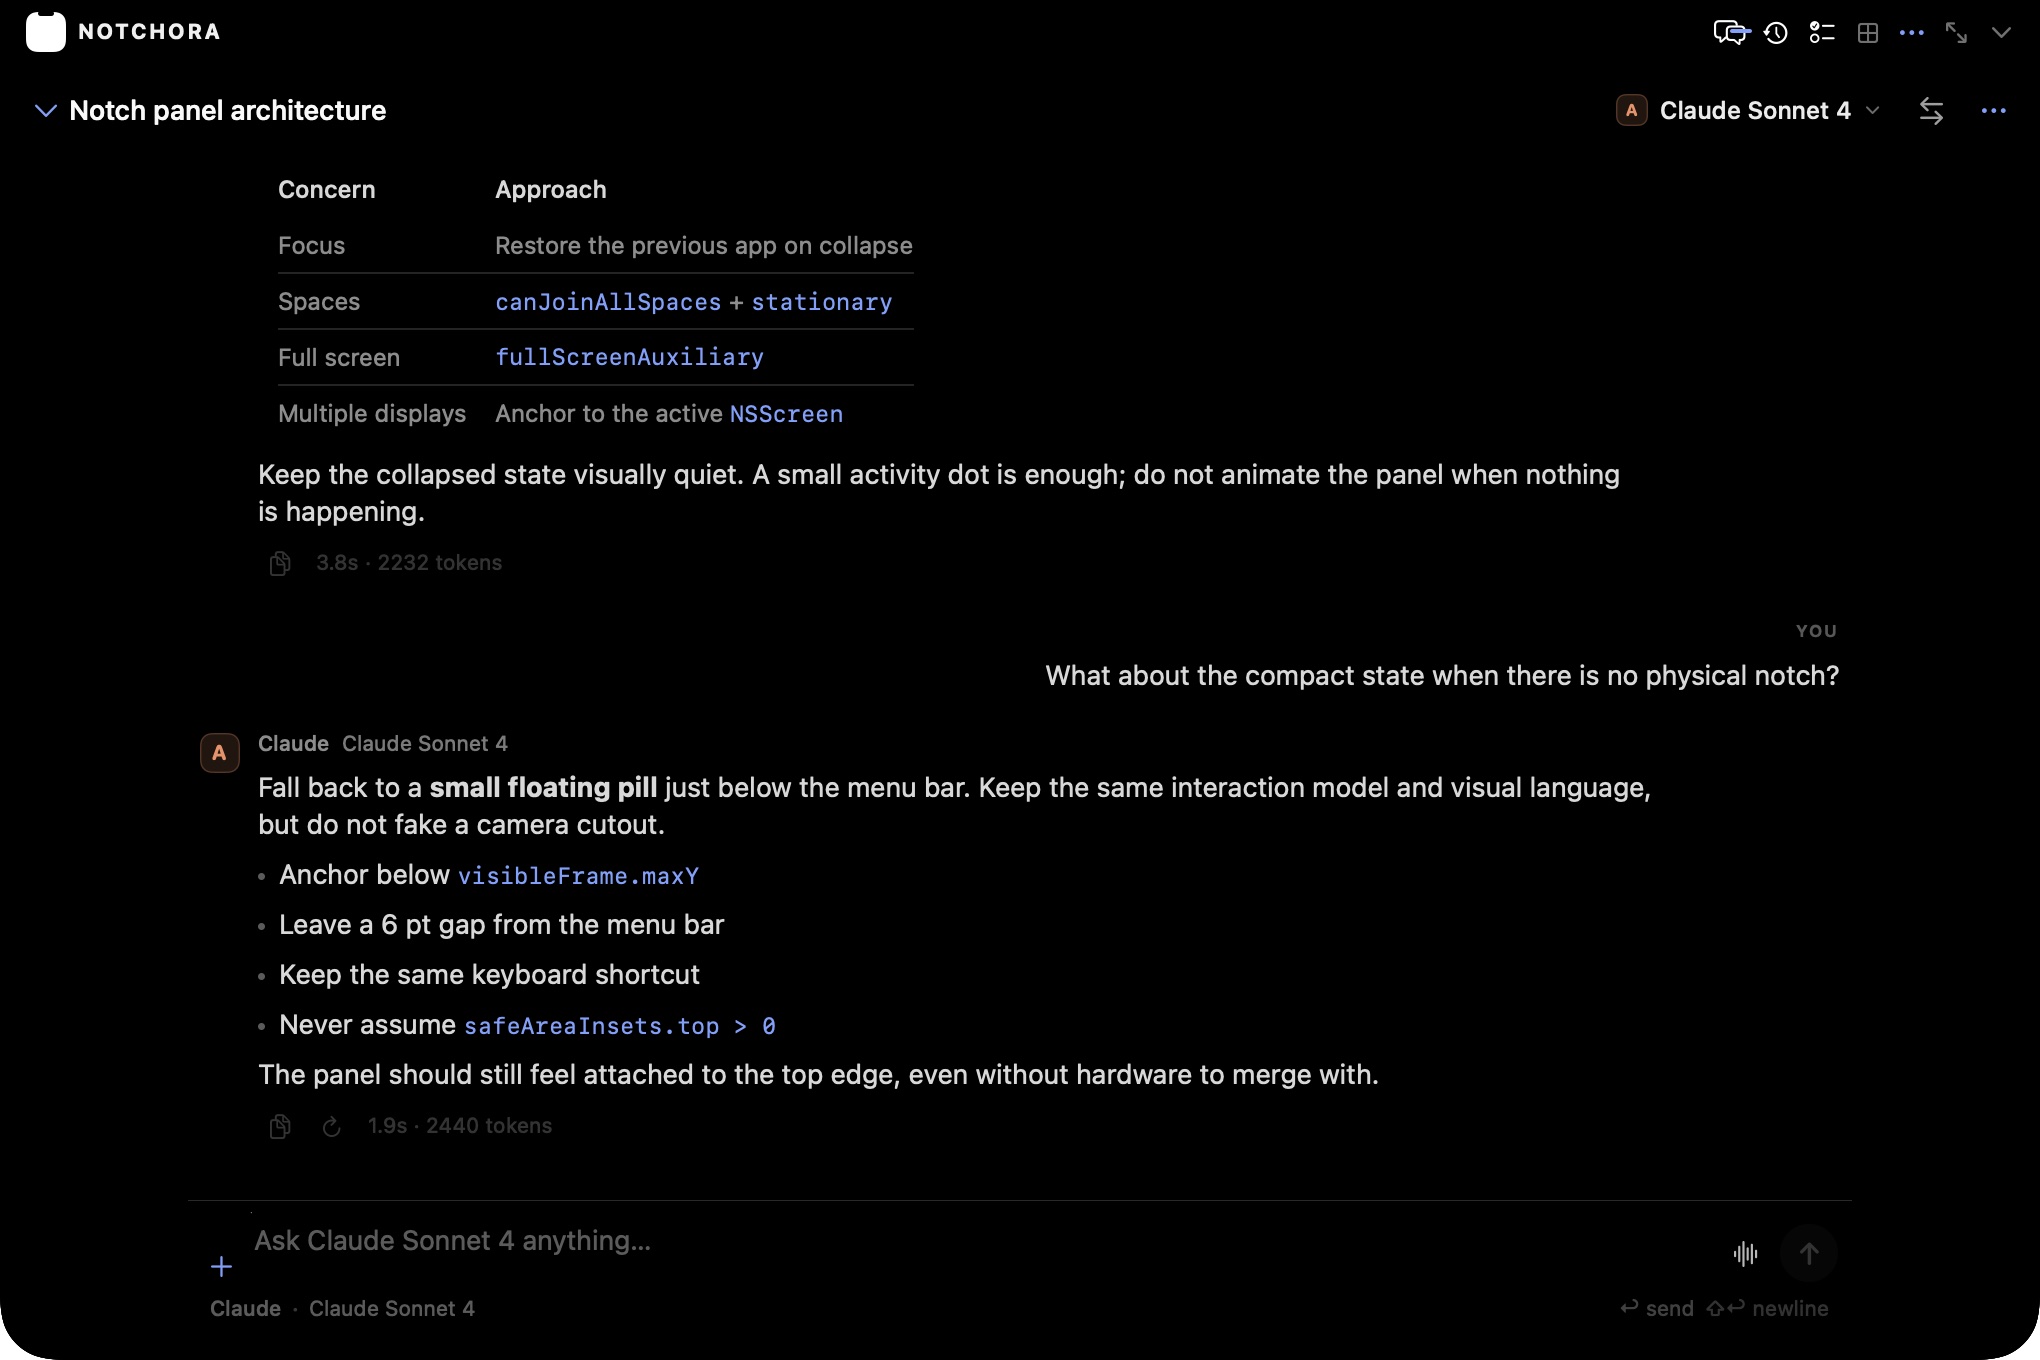 NOTCHORA
Notch panel architecture
A Claude Sonnet 4
Concern Approach
Focus Restore the previous app on collapse
Spaces canJoinAllSpaces + stationary
Full screen fullScreenAuxiliary
Multiple displays Anchor to the active NSScreen
Keep the collapsed state visually quiet. A small activity dot is enough; do not animate the panel when nothing
is happening.
3.8s · 2232 tokens
YOU
What about the compact state when there is no physical notch?
A Claude Claude Sonnet 4
Fall back to a small floating pill just below the menu bar. Keep the same interaction model and visual language,
but do not fake a camera cutout.
• Anchor below visibleFrame.maxY
• Leave a 6 pt gap from the menu bar
• Keep the same keyboard shortcut
• Never assume safeAreaInsets.top > 0
The panel should still feel attached to the top edge, even without hardware to merge with.
1.9s · 2440 tokens
Ask Claude Sonnet 4 anything...
Claude · Claude Sonnet 4
↩ send ⇧↩ newline